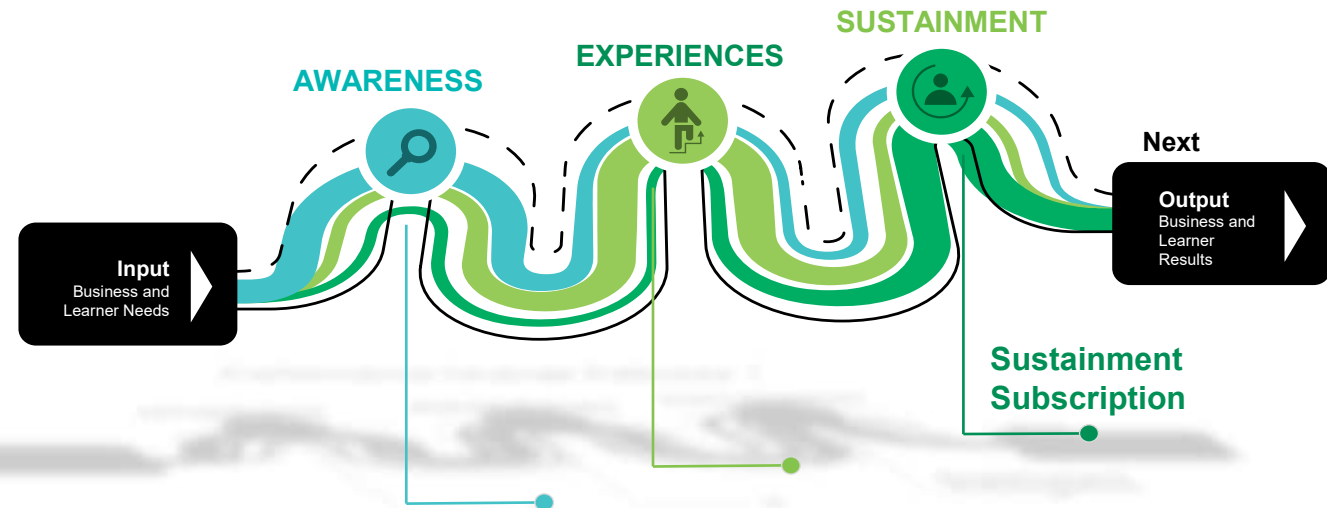 SUSTAINMENT
EXPERIENCES
AWARENESS
Next
Input
Business and
Learner Needs
Output
Business and
Learner
Results
Sustainment
Subscription